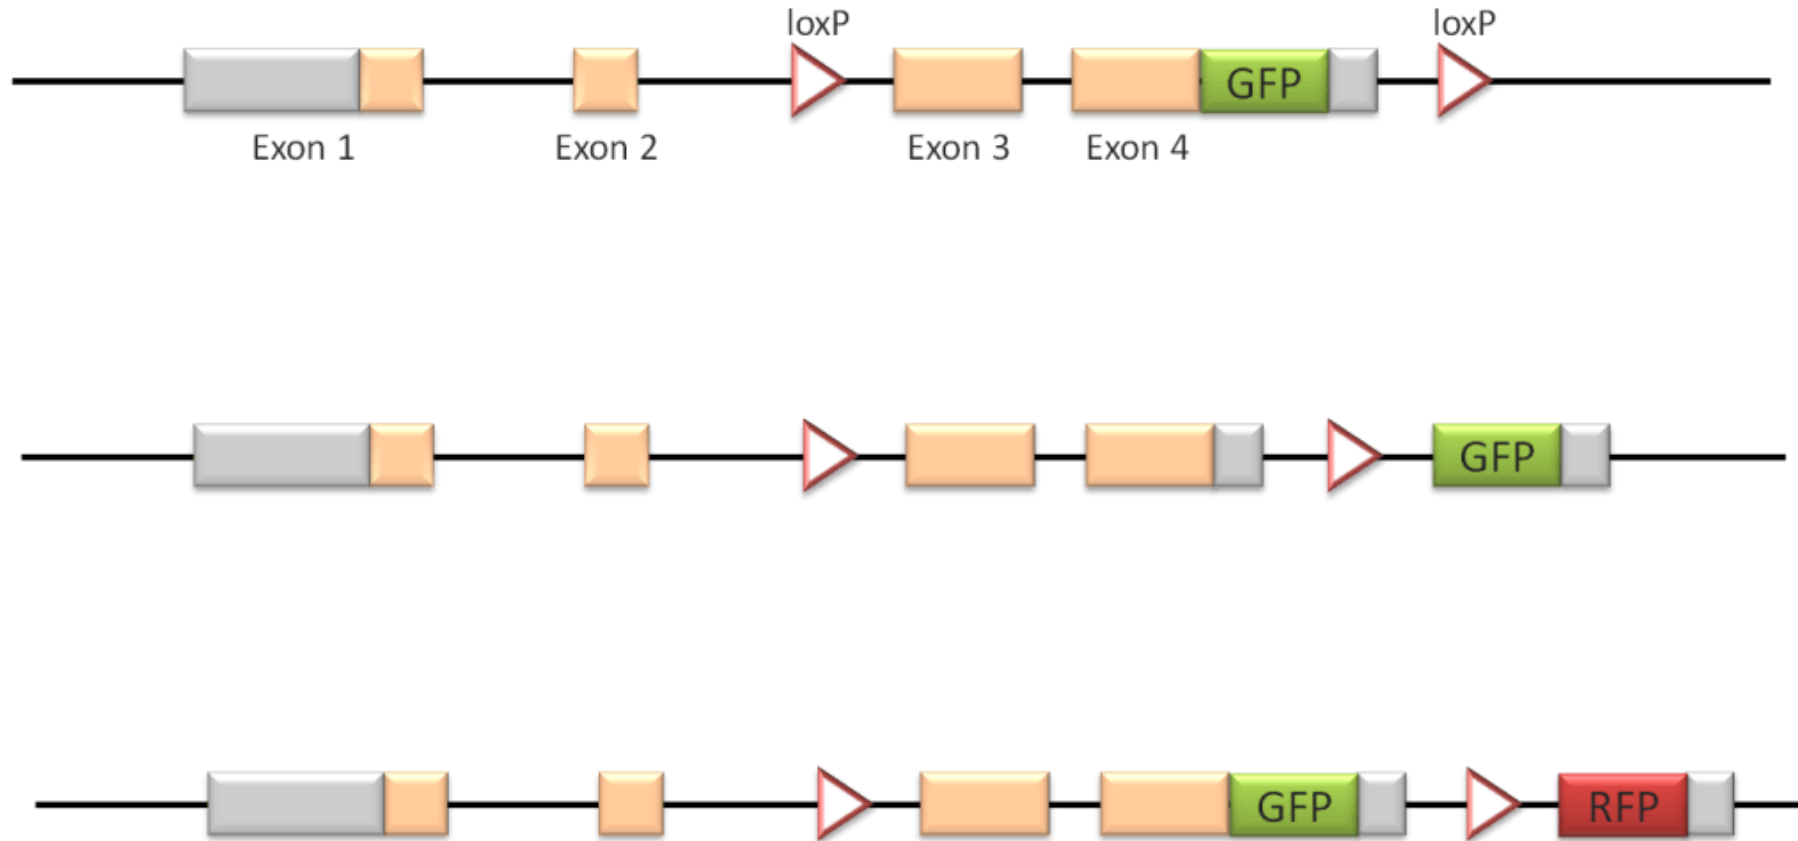 loxP loxP
GFP
Exon 1 Exon 2 Exon 3 Exon 4
GFP
GFP RFP